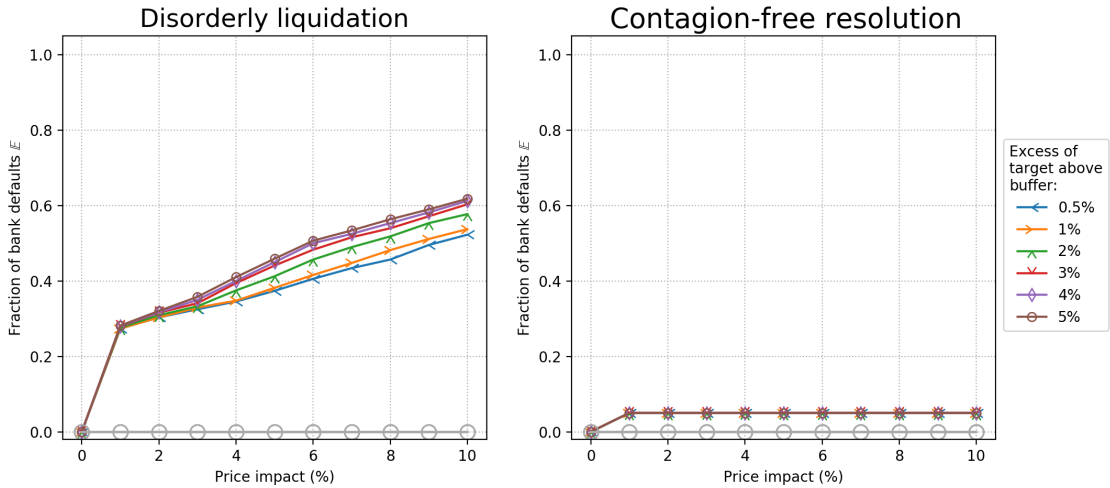 Disorderly liquidation
Contagion-free resolution
Fraction of bank defaults 𝔼
1.0
0.8
0.6
0.4
0.2
0.0
0 2 4 6 8 10
Price impact (%)
Fraction of bank defaults 𝔼
1.0
0.8
0.6
0.4
0.2
0.0
0 2 4 6 8 10
Price impact (%)
Excess of
target above
buffer:
0.5%
1%
2%
3%
4%
5%